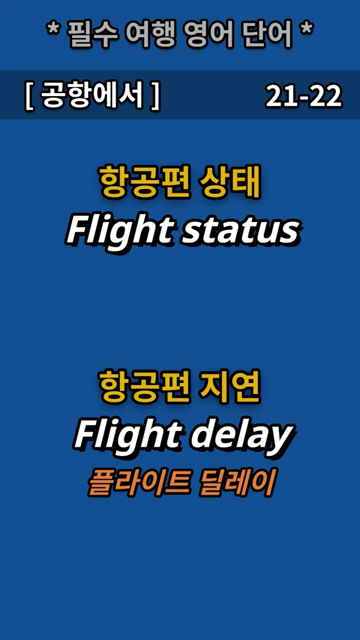 * 필수 여행 영어 단어 *
[ 공항에서 ] 21-22
항공편 상태
Flight status
항공편 지연
Flight delay
플라이트 딜레이